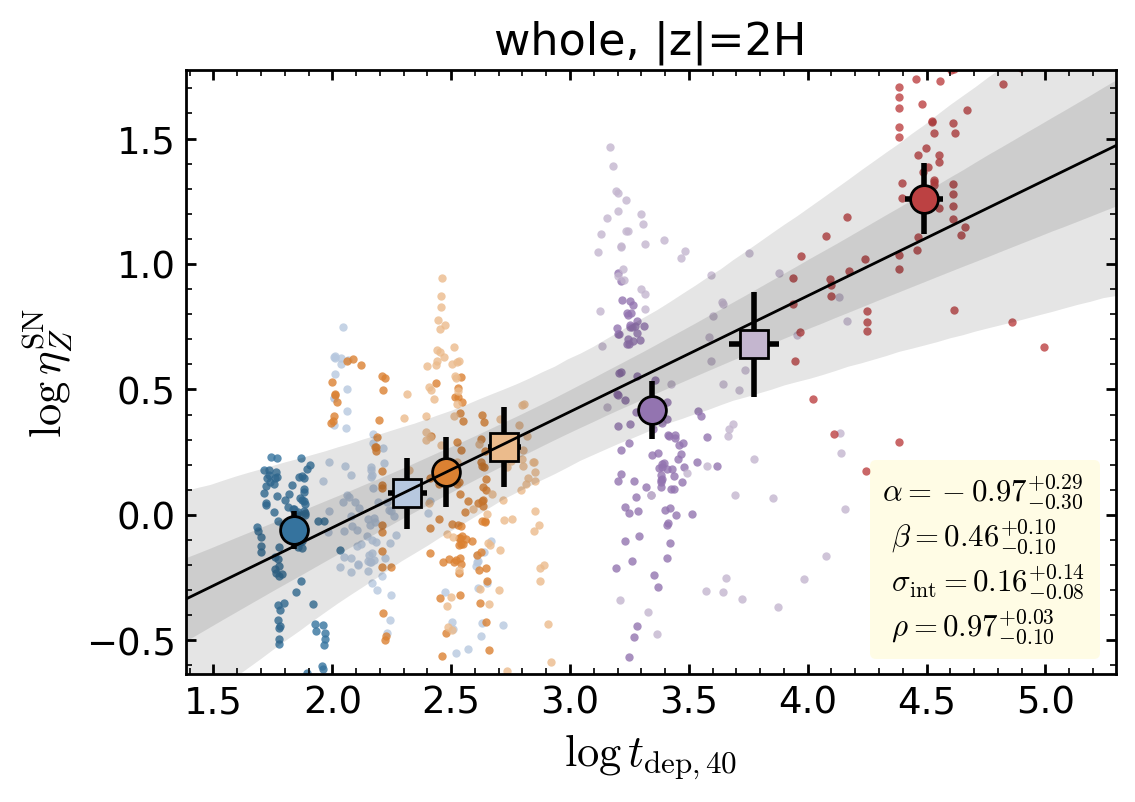 whole, |z|=2H
log η_Z^SN
1.5
1.0
0.5
0.0
−0.5
α = −0.97^{+0.29}_{−0.30}
β = 0.46^{+0.10}_{−0.10}
σ_int = 0.16^{+0.14}_{−0.08}
ρ = 0.97^{+0.03}_{−0.10}
1.5 2.0 2.5 3.0 3.5 4.0 4.5 5.0
log t_{dep, 40}